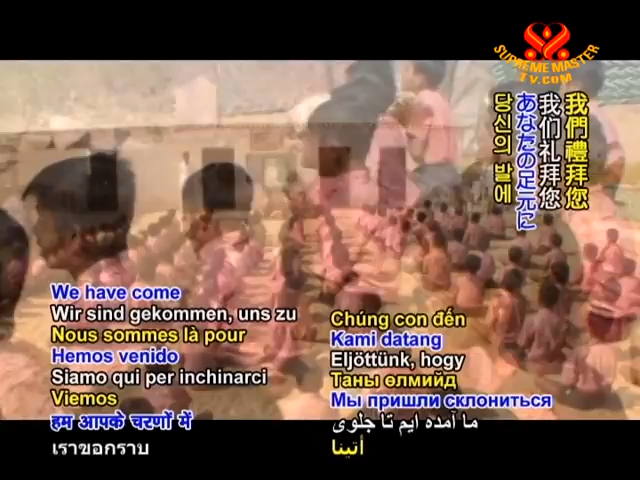 SUPREME MASTER
TV.COM
我們禮拜您
我们礼拜您
あなたの足元に
당신의 발에
We have come
Wir sind gekommen, uns zu
Nous sommes là pour
Hemos venido
Siamo qui per inchinarci
Viemos
हम आपके चरणों में
เราขอกราบ
Chúng con đến
Kami datang
Eljöttünk, hogy
Таны өлмийд
Мы пришли склониться
ما آمده ایم تا جلوی
أتينا